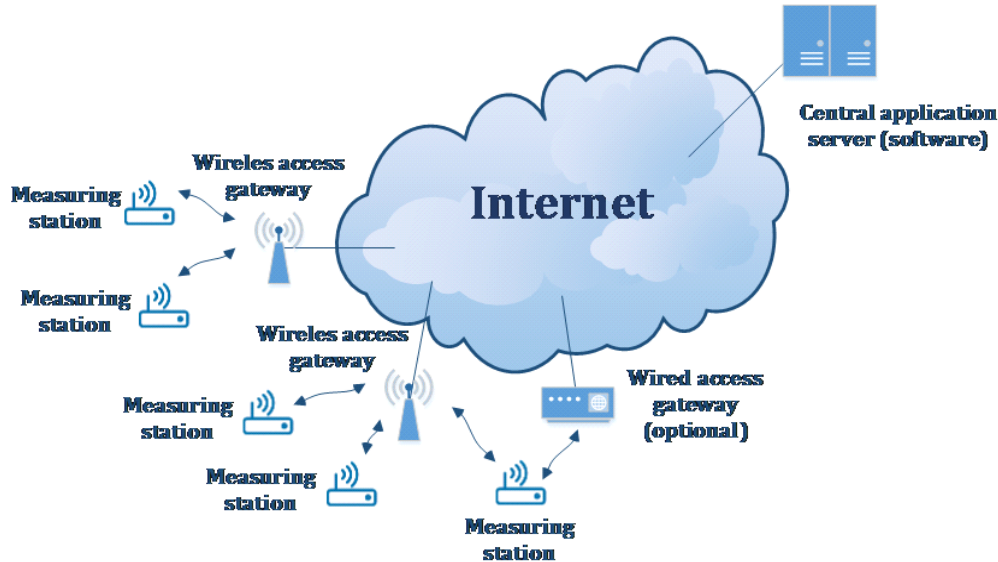 Central application
server (software)
Internet
Wireles access
gateway
Measuring
station
Measuring
station
Wireles access
gateway
Measuring
station
Measuring
station
Wired access
gateway
(optional)
Measuring
station